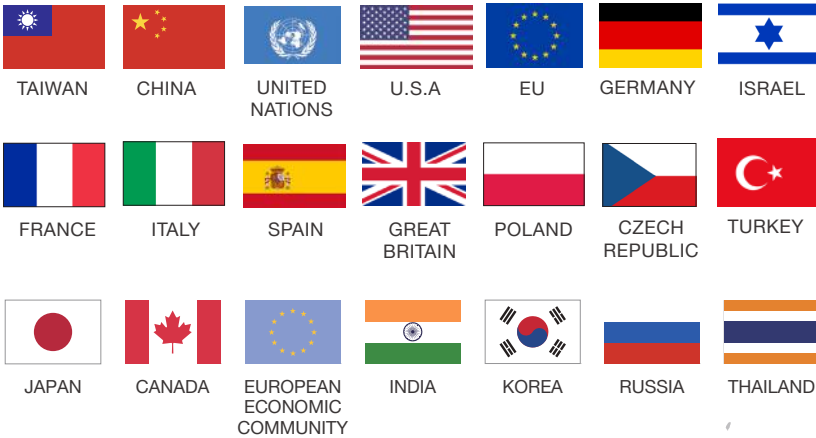 TAIWAN
CHINA
UNITED
NATIONS
U.S.A
EU
GERMANY
ISRAEL
FRANCE
ITALY
SPAIN
GREAT
BRITAIN
POLAND
CZECH
REPUBLIC
TURKEY
JAPAN
CANADA
EUROPEAN
ECONOMIC
COMMUNITY
INDIA
KOREA
RUSSIA
THAILAND